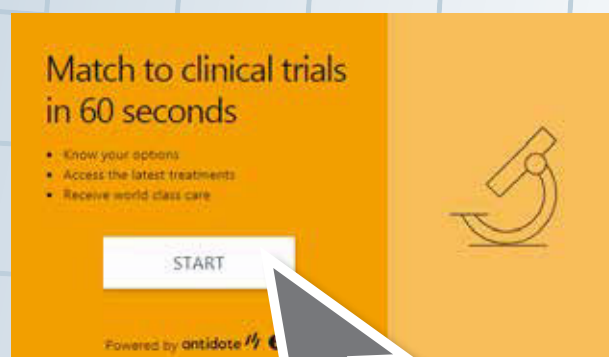 Match to clinical trials
in 60 seconds
• Know your options
• Access the latest treatments
• Receive world class care
START
Powered by antidote